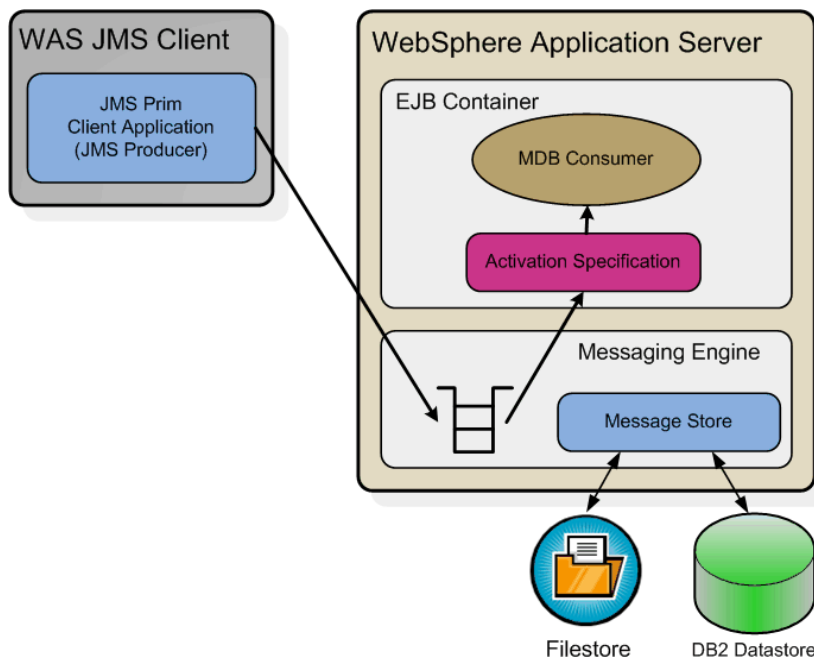 WAS JMS Client
JMS Prim
Client Application
(JMS Producer)
WebSphere Application Server
EJB Container
MDB Consumer
Activation Specification
Messaging Engine
Message Store
Filestore
DB2 Datastore